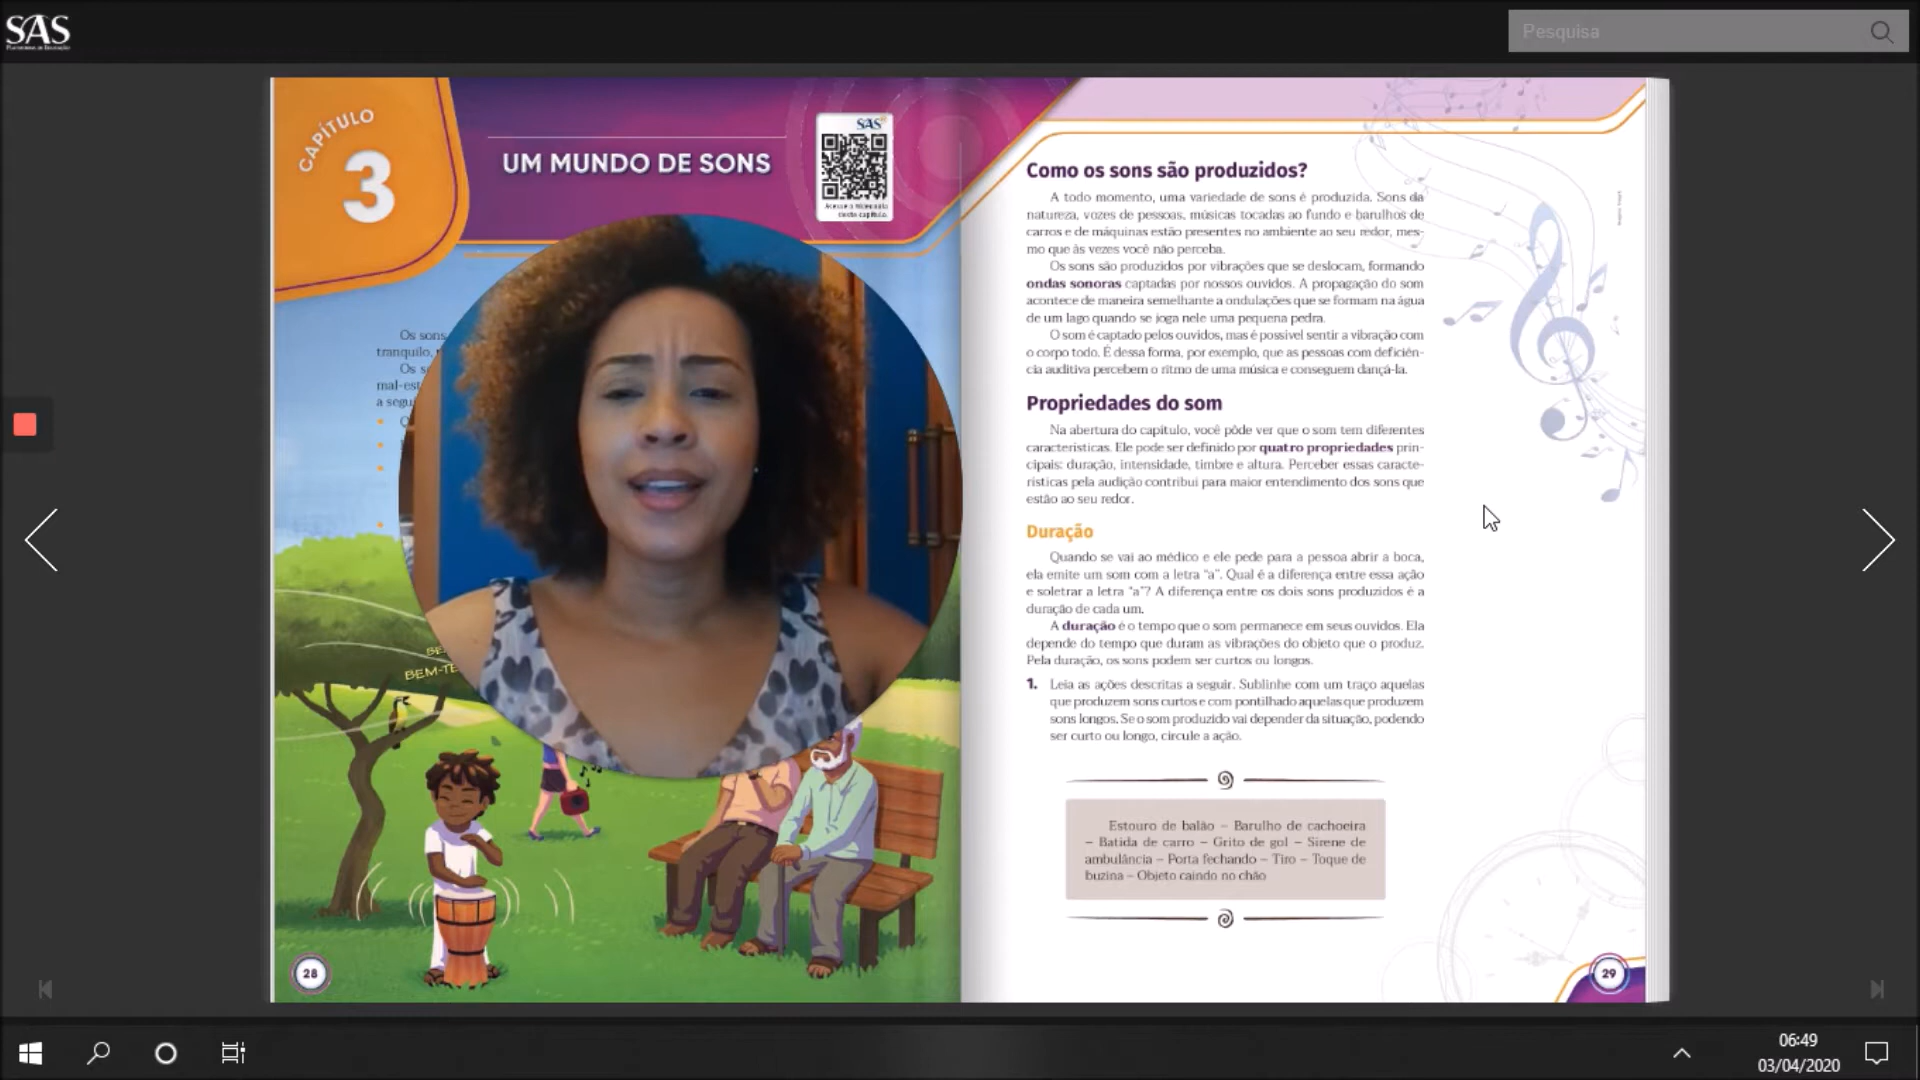 SAS
Pesquisa
CAPÍTULO
3
UM MUNDO DE SONS
SAS
Os sons
tranquilo,
Os
mal-est
a segu
BEM-TE
28
Como os sons são produzidos?
A todo momento, uma variedade de sons é produzida. Sons da
natureza, vozes de pessoas, músicas tocadas ao fundo e barulhos de
carros e de máquinas estão presentes no ambiente ao seu redor, mes-
mo que às vezes você não perceba.
Os sons são produzidos por vibrações que se deslocam, formando
ondas sonoras captadas por nossos ouvidos. A propagação do som
acontece de maneira semelhante a ondulações que se formam na água
de um lago quando se joga nele uma pequena pedra.
O som é captado pelos ouvidos, mas é possível sentir a vibração com
o corpo todo. É dessa forma, por exemplo, que as pessoas com deficiên-
cia auditiva percebem o ritmo de uma música e conseguem dançá-la.
Propriedades do som
Na abertura do capítulo, você pôde ver que o som tem diferentes
características. Ele pode ser definido por quatro propriedades prin-
cipais: duração, intensidade, timbre e altura. Perceber essas caracte-
rísticas pela audição contribui para maior entendimento dos sons que
estão ao seu redor.
Duração
Quando se vai ao médico e ele pede para a pessoa abrir a boca,
ela emite um som com a letra “a”. Qual é a diferença entre essa ação
e soletrar a letra “a”? A diferença entre os dois sons produzidos é a
duração de cada um.
A duração é o tempo que o som permanece em seus ouvidos. Ela
depende do tempo que duram as vibrações do objeto que o produz.
Pela duração, os sons podem ser curtos ou longos.
1. Leia as ações descritas a seguir. Sublinhe com um traço aquelas
que produzem sons curtos e com pontilhado aquelas que produzem
sons longos. Se o som produzido vai depender da situação, podendo
ser curto ou longo, circule a ação.
Estouro de balão – Barulho de cachoeira
– Batida de carro – Grito de gol – Sirene de
ambulância – Porta fechando – Tiro – Toque de
buzina – Objeto caindo no chão
29
06:49
03/04/2020